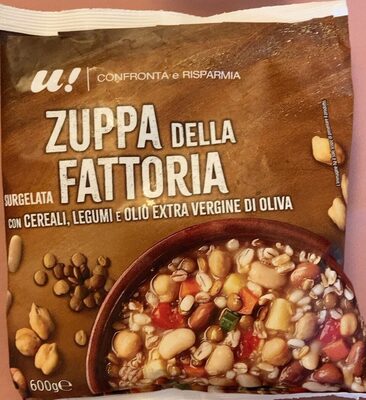 u! CONFRONTA e RISPARMIA
ZUPPA DELLA
SURGELATA FATTORIA
CON CEREALI, LEGUMI E OLIO EXTRA VERGINE DI OLIVA
600g℮